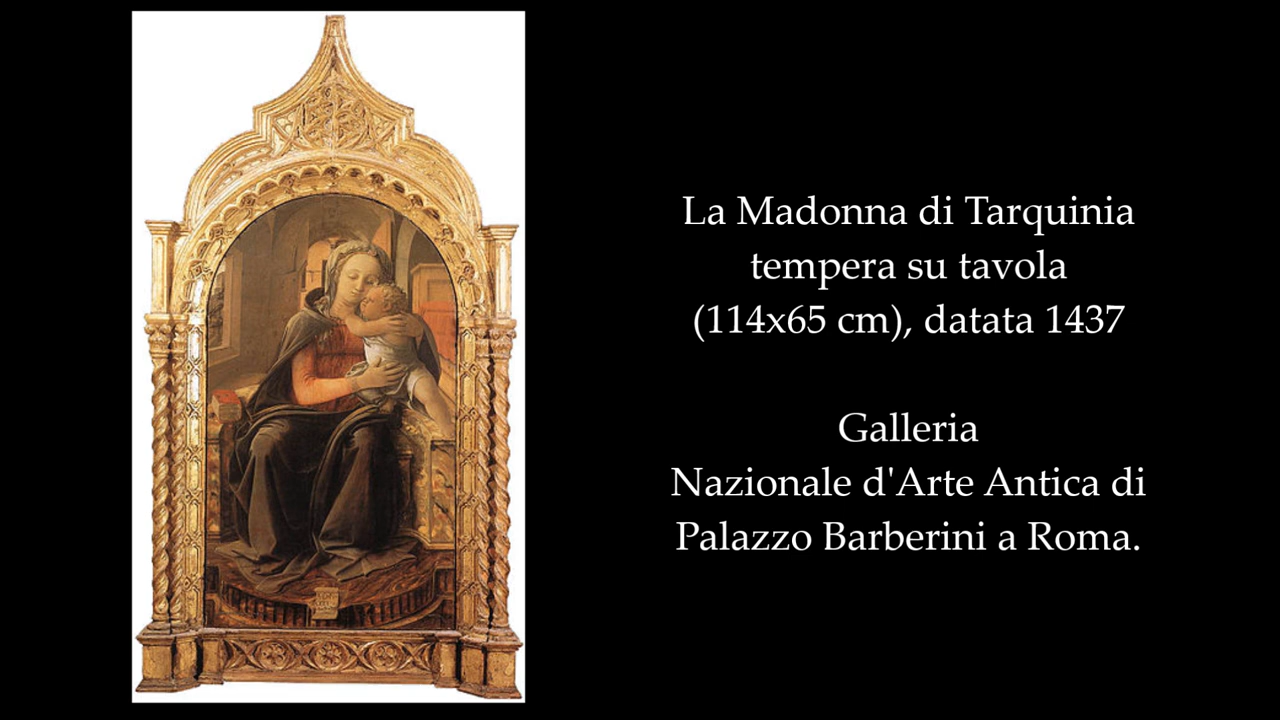 La Madonna di Tarquinia
tempera su tavola
(114x65 cm), datata 1437
Galleria
Nazionale d'Arte Antica di
Palazzo Barberini a Roma.